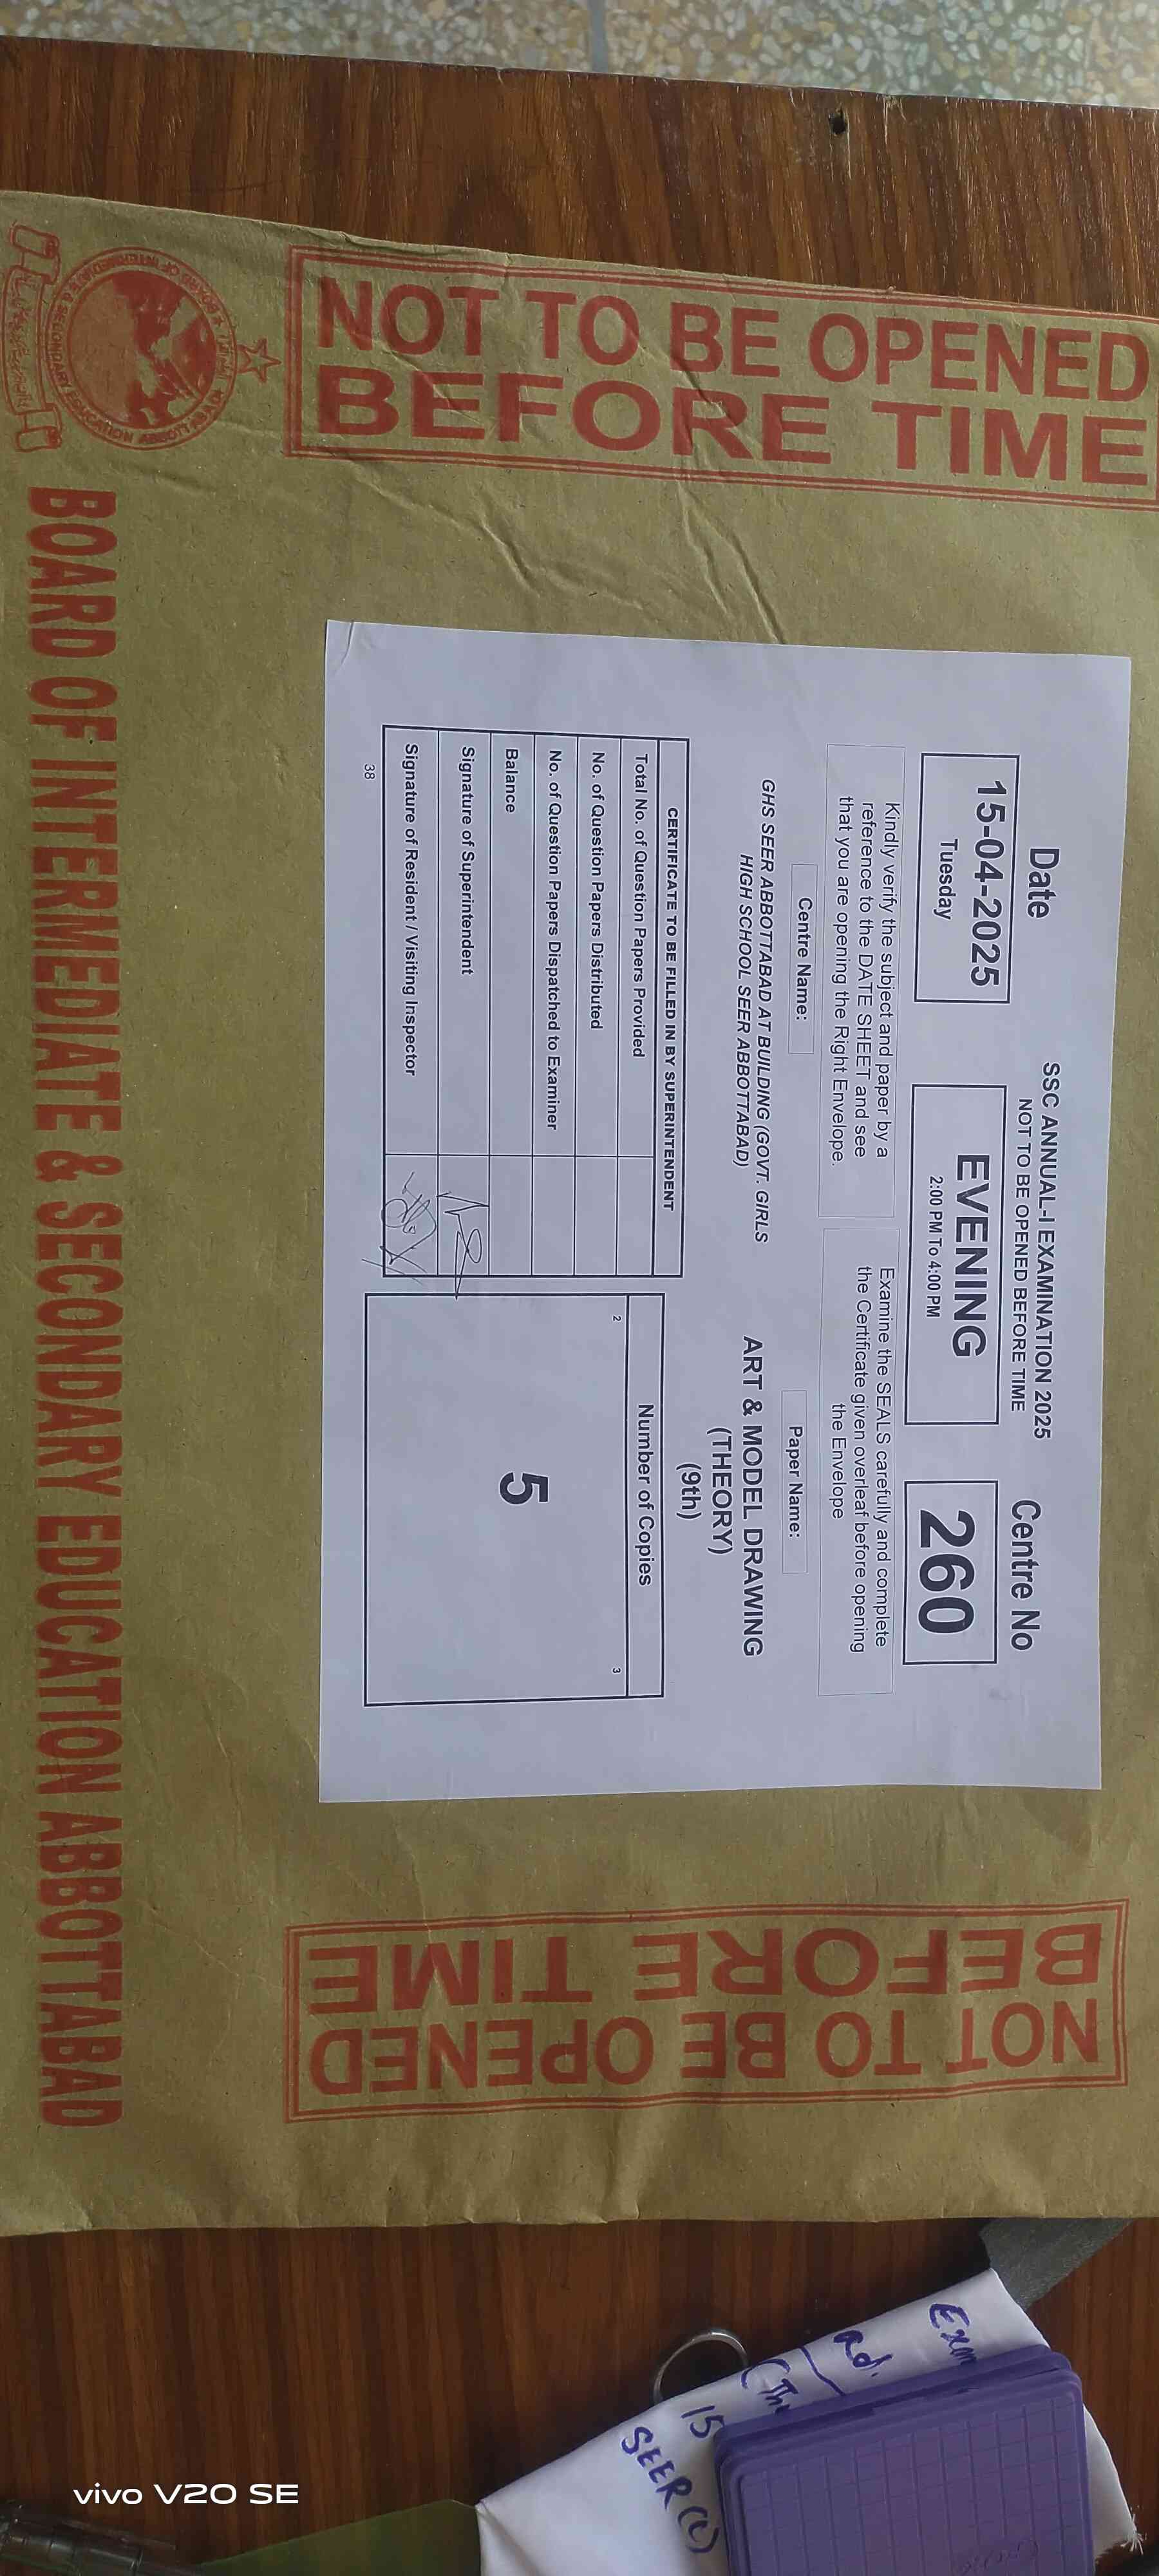 NOT TO BE OPENED
BEFORE TIME
BOARD OF INTERMEDIATE & SECONDARY EDUCATION ABBOTTABAD
SSC ANNUAL-I EXAMINATION 2025
NOT TO BE OPENED BEFORE TIME
Date
15-04-2025
Tuesday
EVENING
2:00 PM To 4:00 PM
Centre No
260
Kindly verify the subject and paper by a
reference to the DATE SHEET and see
that you are opening the Right Envelope.
Examine the SEALS carefully and complete
the Certificate given overleaf before opening
the Envelope
Centre Name:
GHS SEER ABBOTTABAD AT BUILDING (GOVT. GIRLS
HIGH SCHOOL SEER ABBOTTABAD)
Paper Name:
ART & MODEL DRAWING
(THEORY)
(9th)
CERTIFICATE TO BE FILLED IN BY SUPERINTENDENT
Total No. of Question Papers Provided
No. of Question Papers Distributed
No. of Question Papers Dispatched to Examiner
Balance
Signature of Superintendent
Signature of Resident / Visiting Inspector
38
Number of Copies
2
3
5
NOT TO BE OPENED
BEFORE TIME
15
SEER (
vivo V20 SE